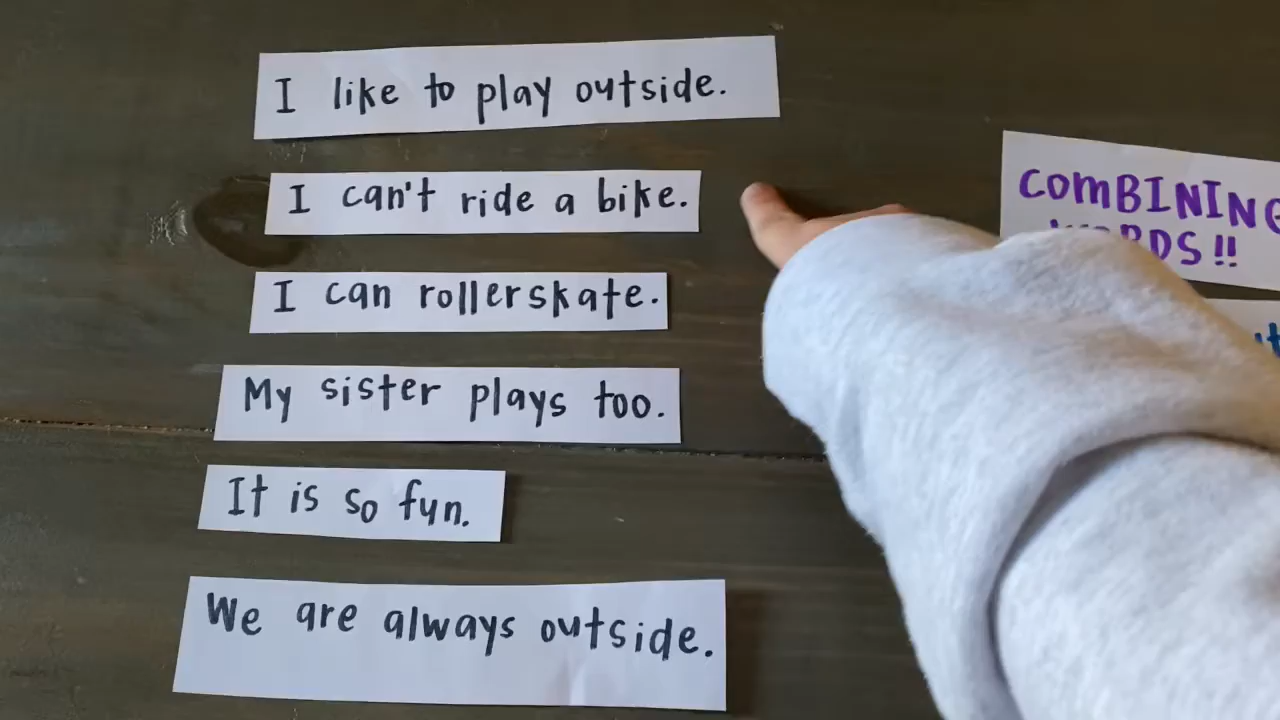 I like to play outside.
I can't ride a bike.
I can rollerskate.
My sister plays too.
It is so fun.
We are always outside.
COMBINING
WORDS!!